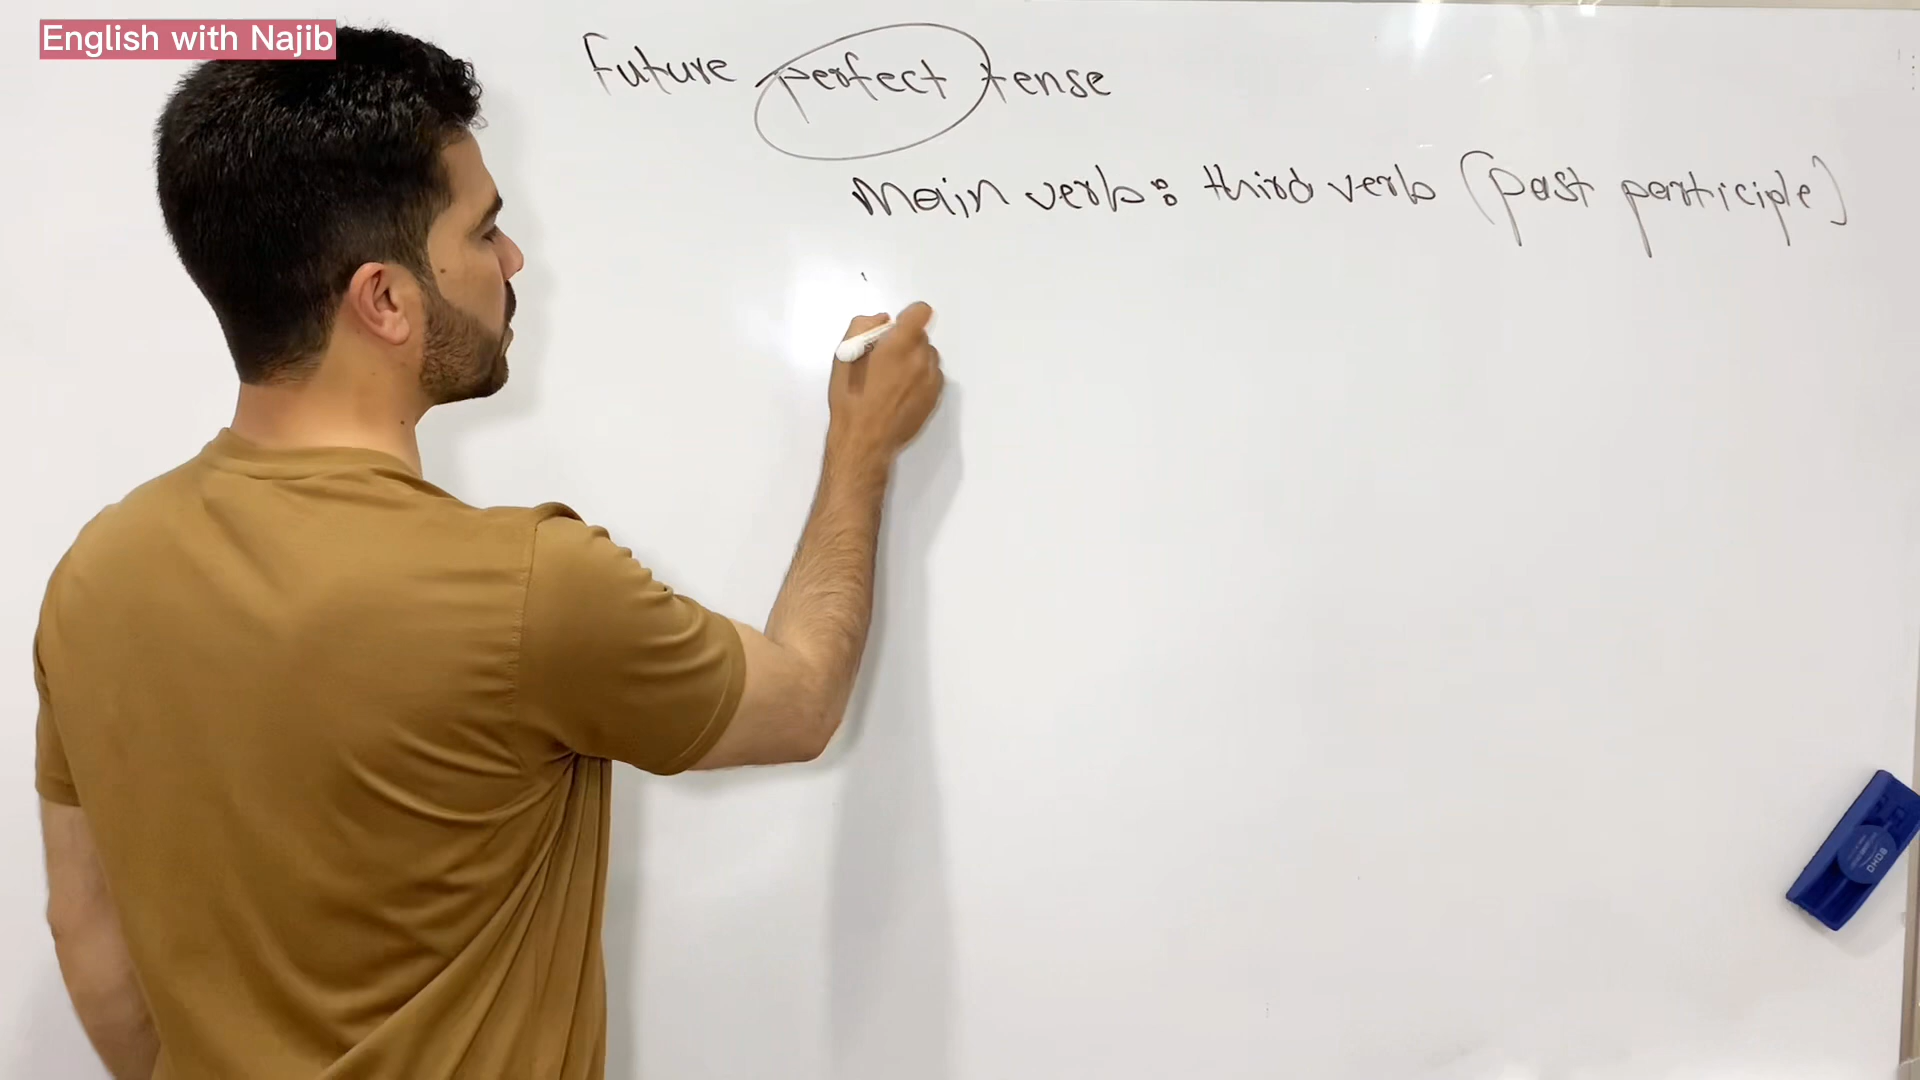 English with Najib
Future perfect tense
Main verb: third verb (past participle)